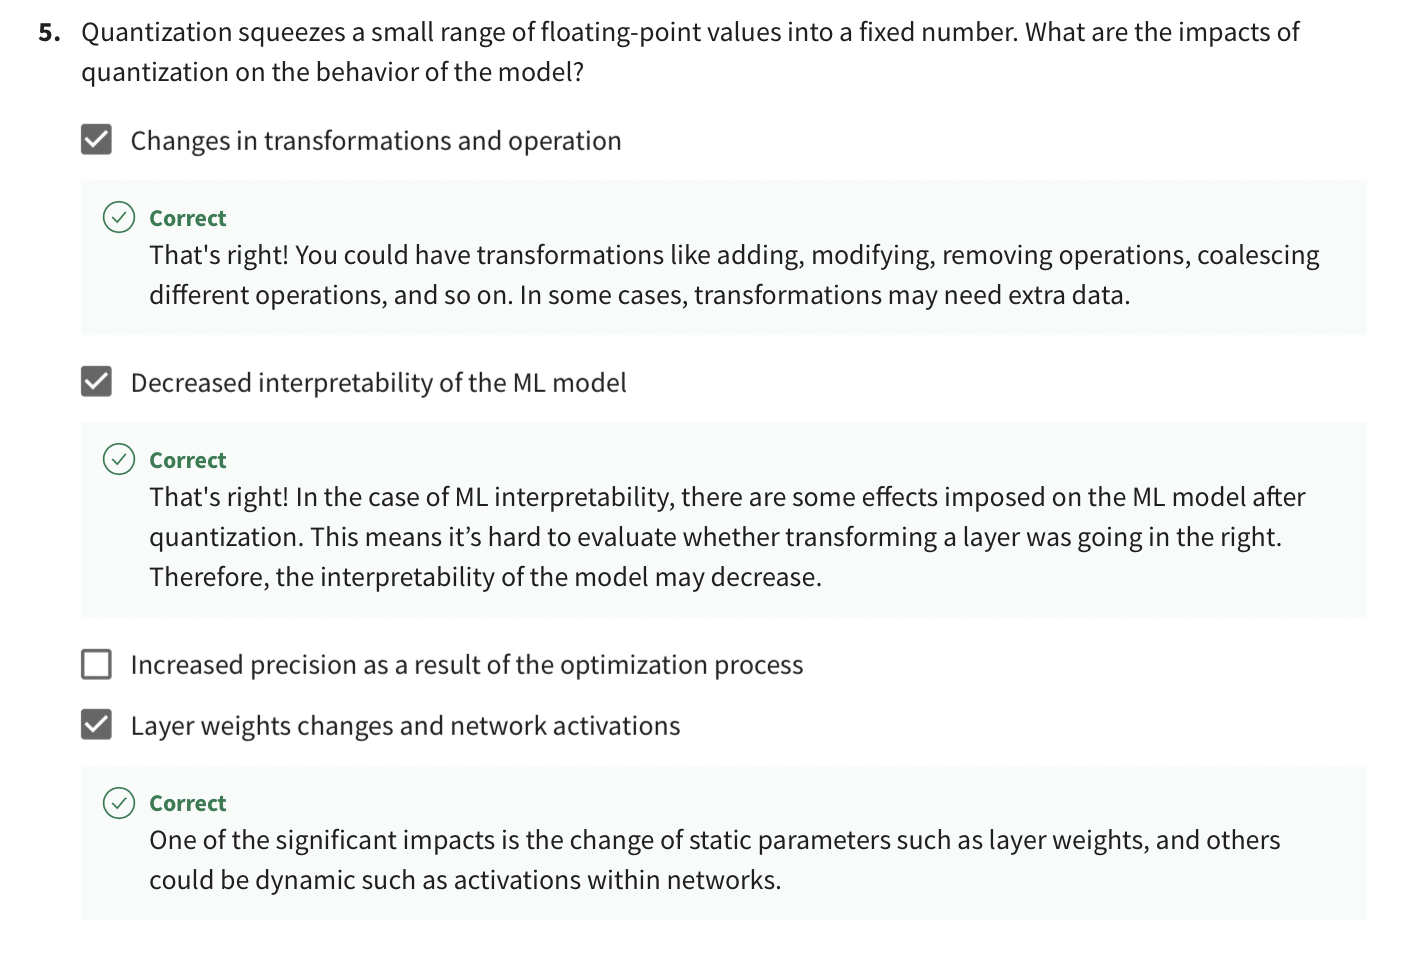 5. Quantization squeezes a small range of floating-point values into a fixed number. What are the impacts of
quantization on the behavior of the model?
Changes in transformations and operation
Correct
That's right! You could have transformations like adding, modifying, removing operations, coalescing
different operations, and so on. In some cases, transformations may need extra data.
Decreased interpretability of the ML model
Correct
That's right! In the case of ML interpretability, there are some effects imposed on the ML model after
quantization. This means it’s hard to evaluate whether transforming a layer was going in the right.
Therefore, the interpretability of the model may decrease.
Increased precision as a result of the optimization process
Layer weights changes and network activations
Correct
One of the significant impacts is the change of static parameters such as layer weights, and others
could be dynamic such as activations within networks.